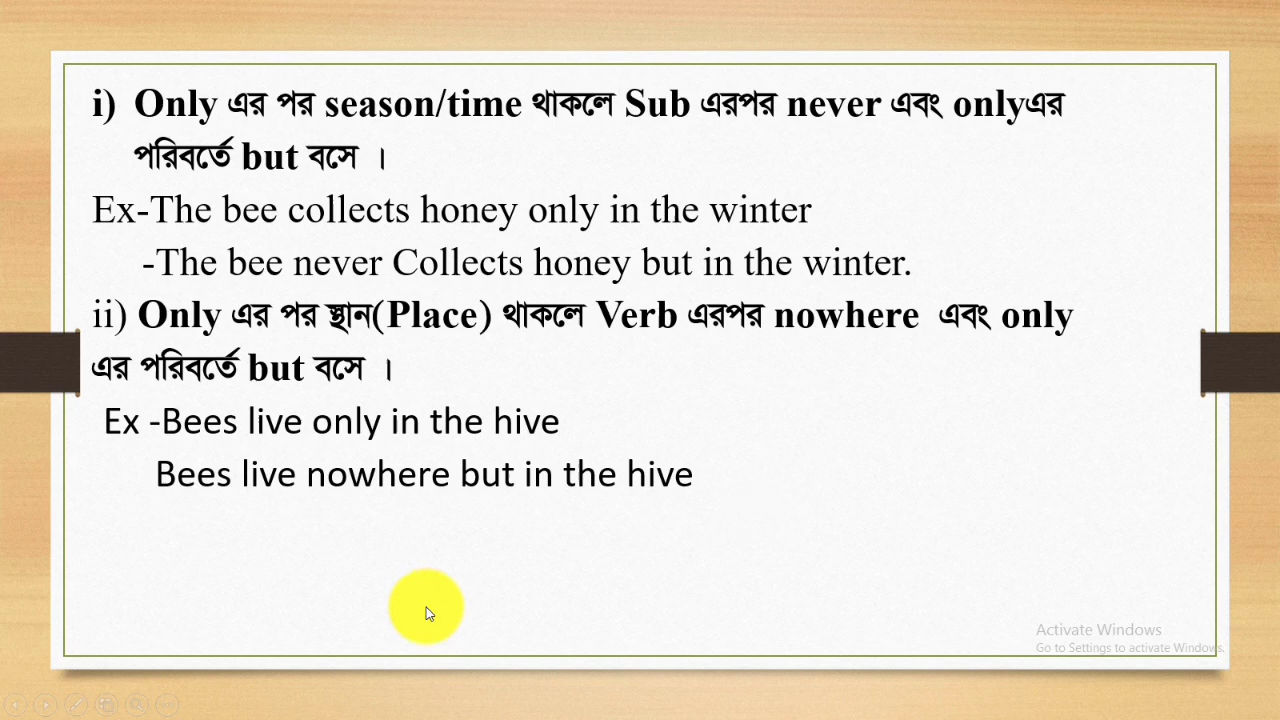 i) Only এর পর season/time থাকলে Sub এরপর never এবং onlyএর
পরিবর্তে but বসে ।
Ex-The bee collects honey only in the winter
-The bee never Collects honey but in the winter.
ii) Only এর পর স্থান(Place) থাকলে Verb এরপর nowhere এবং only
এর পরিবর্তে but বসে ।
Ex -Bees live only in the hive
Bees live nowhere but in the hive
Activate Windows
Go to Settings to activate Windows.